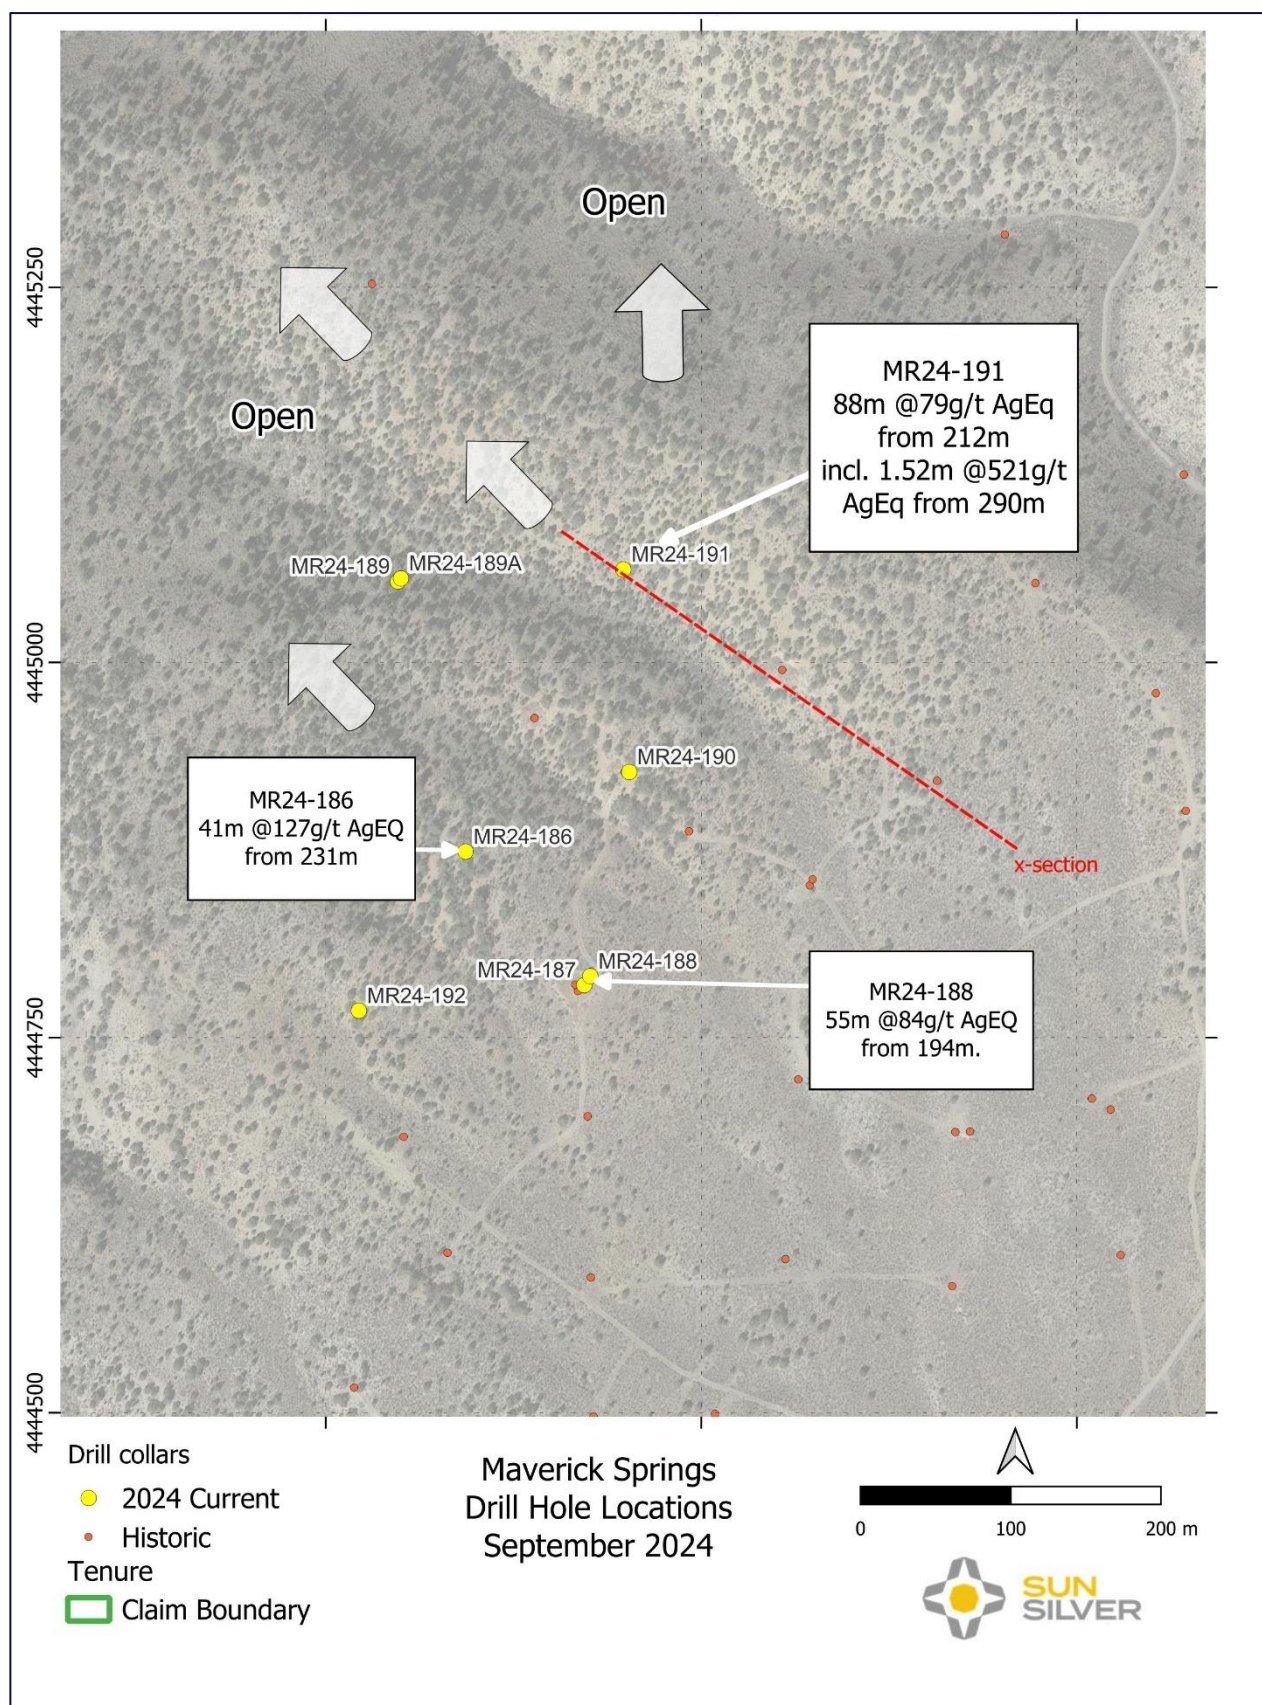 Open
4445250
MR24-191
88m @79g/t AgEq
from 212m
incl. 1.52m @521g/t
AgEq from 290m
Open
MR24-191
MR24-189
MR24-189A
4445000
MR24-190
MR24-186
41m @127g/t AgEQ
from 231m
MR24-186
x-section
MR24-187
MR24-188
MR24-188
55m @84g/t AgEQ
from 194m.
MR24-192
4444750
4444500
Drill collars
2024 Current
Historic
Tenure
Claim Boundary
Maverick Springs
Drill Hole Locations
September 2024
0 100 200 m
SUN
SILVER